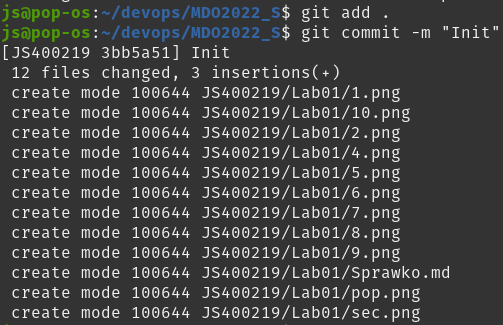 js@pop-os:~/devops/MDO2022_S$ git add .
js@pop-os:~/devops/MDO2022_S$ git commit -m "Init"
[JS400219 3bb5a51] Init
 12 files changed, 3 insertions(+)
 create mode 100644 JS400219/Lab01/1.png
 create mode 100644 JS400219/Lab01/10.png
 create mode 100644 JS400219/Lab01/2.png
 create mode 100644 JS400219/Lab01/4.png
 create mode 100644 JS400219/Lab01/5.png
 create mode 100644 JS400219/Lab01/6.png
 create mode 100644 JS400219/Lab01/7.png
 create mode 100644 JS400219/Lab01/8.png
 create mode 100644 JS400219/Lab01/9.png
 create mode 100644 JS400219/Lab01/Sprawko.md
 create mode 100644 JS400219/Lab01/pop.png
 create mode 100644 JS400219/Lab01/sec.png